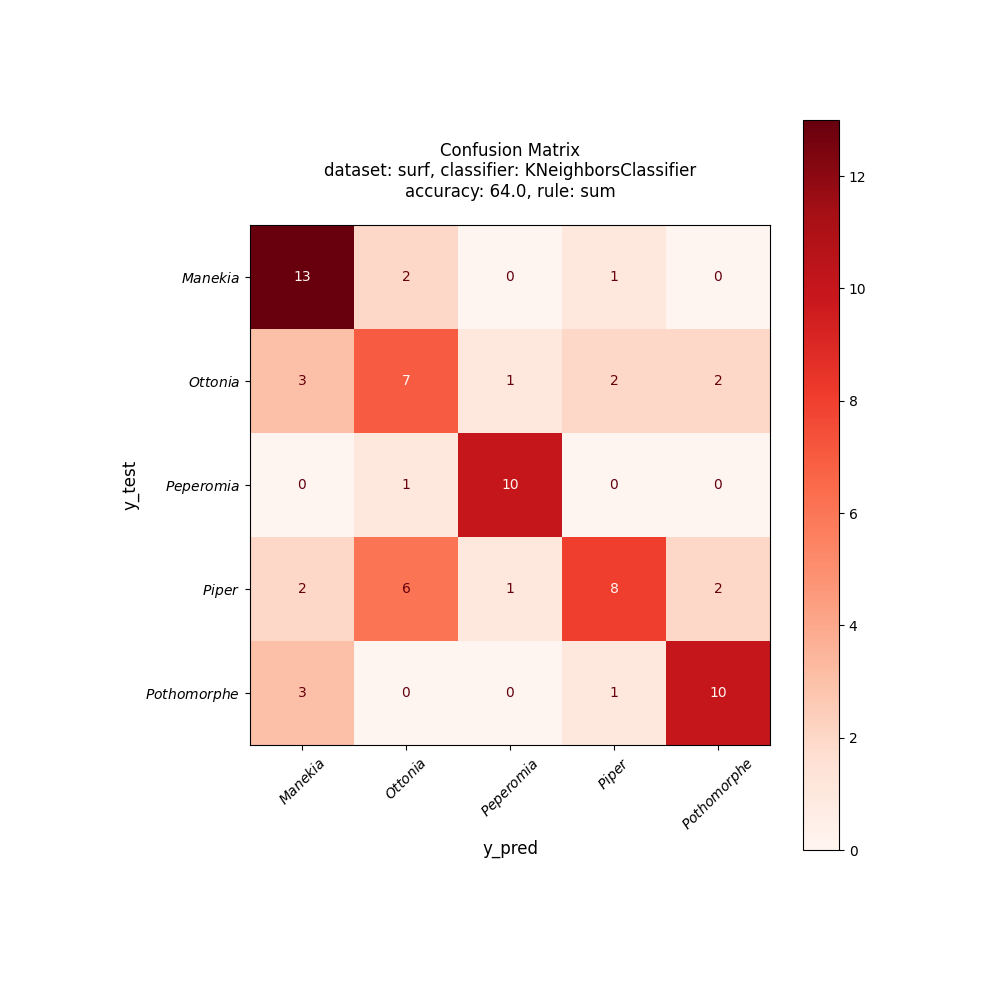 Confusion Matrix
dataset: surf, classifier: KNeighborsClassifier
accuracy: 64.0, rule: sum
12
10
8
6
4
2
0
y_test
Manekia 13 2 0 1 0
Ottonia 3 7 1 2 2
Peperomia 0 1 10 0 0
Piper 2 6 1 8 2
Pothomorphe 3 0 0 1 10
Manekia Ottonia Peperomia Piper Pothomorphe
y_pred